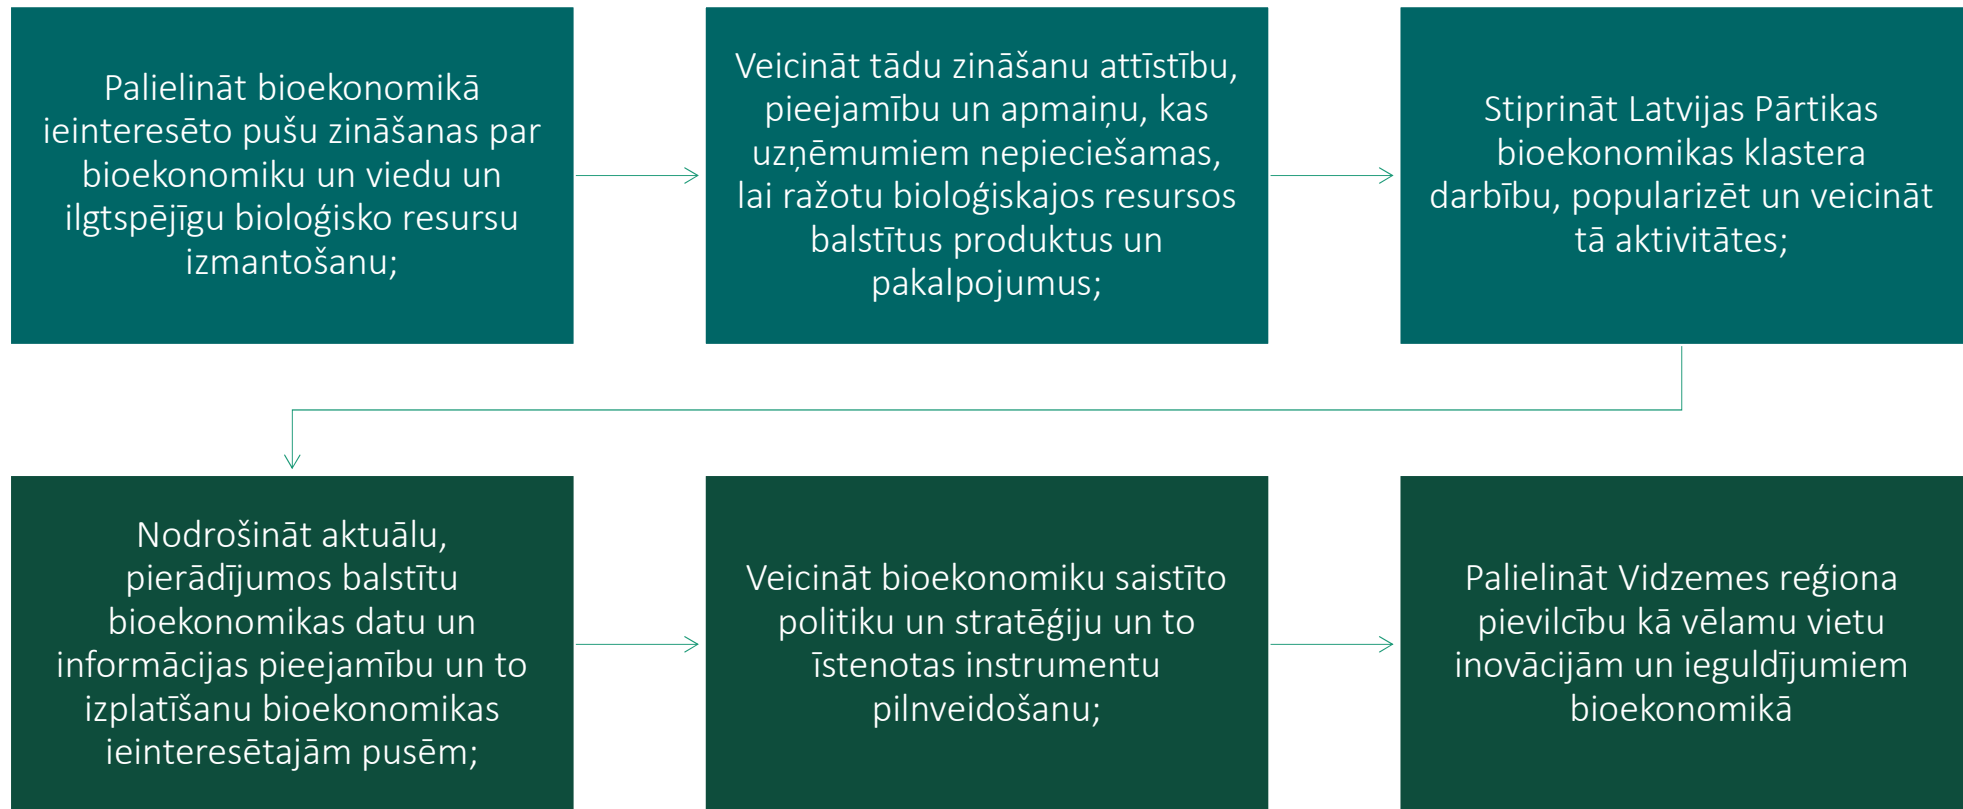 Palielināt bioekonomikā
ieinteresēto pušu zināšanas par
bioekonomiku un viedu un
ilgtspējīgu bioloģisko resursu
izmantošanu;
Veicināt tādu zināšanu attīstību,
pieejamību un apmaiņu, kas
uzņēmumiem nepieciešamas,
lai ražotu bioloģiskajos resursos
balstītus produktus un
pakalpojumus;
Stiprināt Latvijas Pārtikas
bioekonomikas klastera
darbību, popularizēt un veicināt
tā aktivitātes;
Nodrošināt aktuālu,
pierādījumos balstītu
bioekonomikas datu un
informācijas pieejamību un to
izplatīšanu bioekonomikas
ieinteresētajām pusēm;
Veicināt bioekonomiku saistīto
politiku un stratēģiju un to
īstenotas instrumentu
pilnveidošanu;
Palielināt Vidzemes reģiona
pievilcību kā vēlamu vietu
inovācijām un ieguldījumiem
bioekonomikā